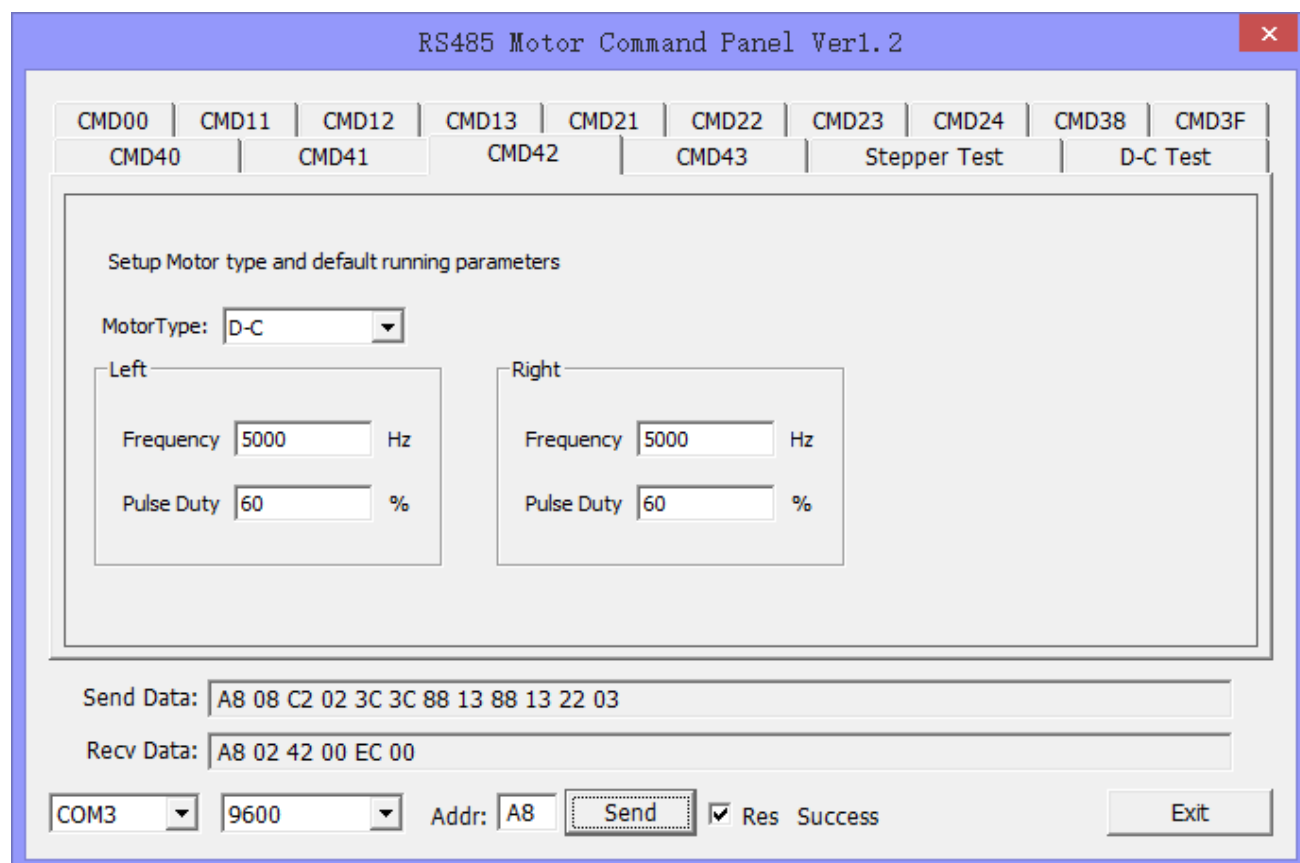 RS485 Motor Command Panel Ver1.2
CMD00 CMD11 CMD12 CMD13 CMD21 CMD22 CMD23 CMD24 CMD38 CMD3F
CMD40 CMD41 CMD42 CMD43 Stepper Test D-C Test
Setup Motor type and default running parameters
MotorType: D-C
Left Right
Frequency 5000 Hz Frequency 5000 Hz
Pulse Duty 60 % Pulse Duty 60 %
Send Data: A8 08 C2 02 3C 3C 88 13 88 13 22 03
Recv Data: A8 02 42 00 EC 00
COM3 9600 Addr: A8 Send Res Success Exit